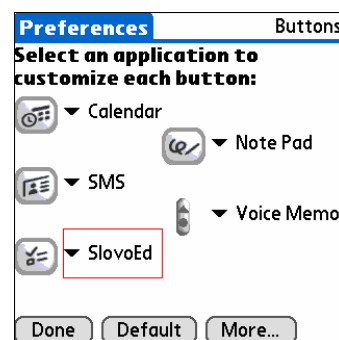 Preferences Buttons
Select an application to
customize each button:
Calendar
Note Pad
SMS
Voice Memo
SlovoEd
Done Default More...